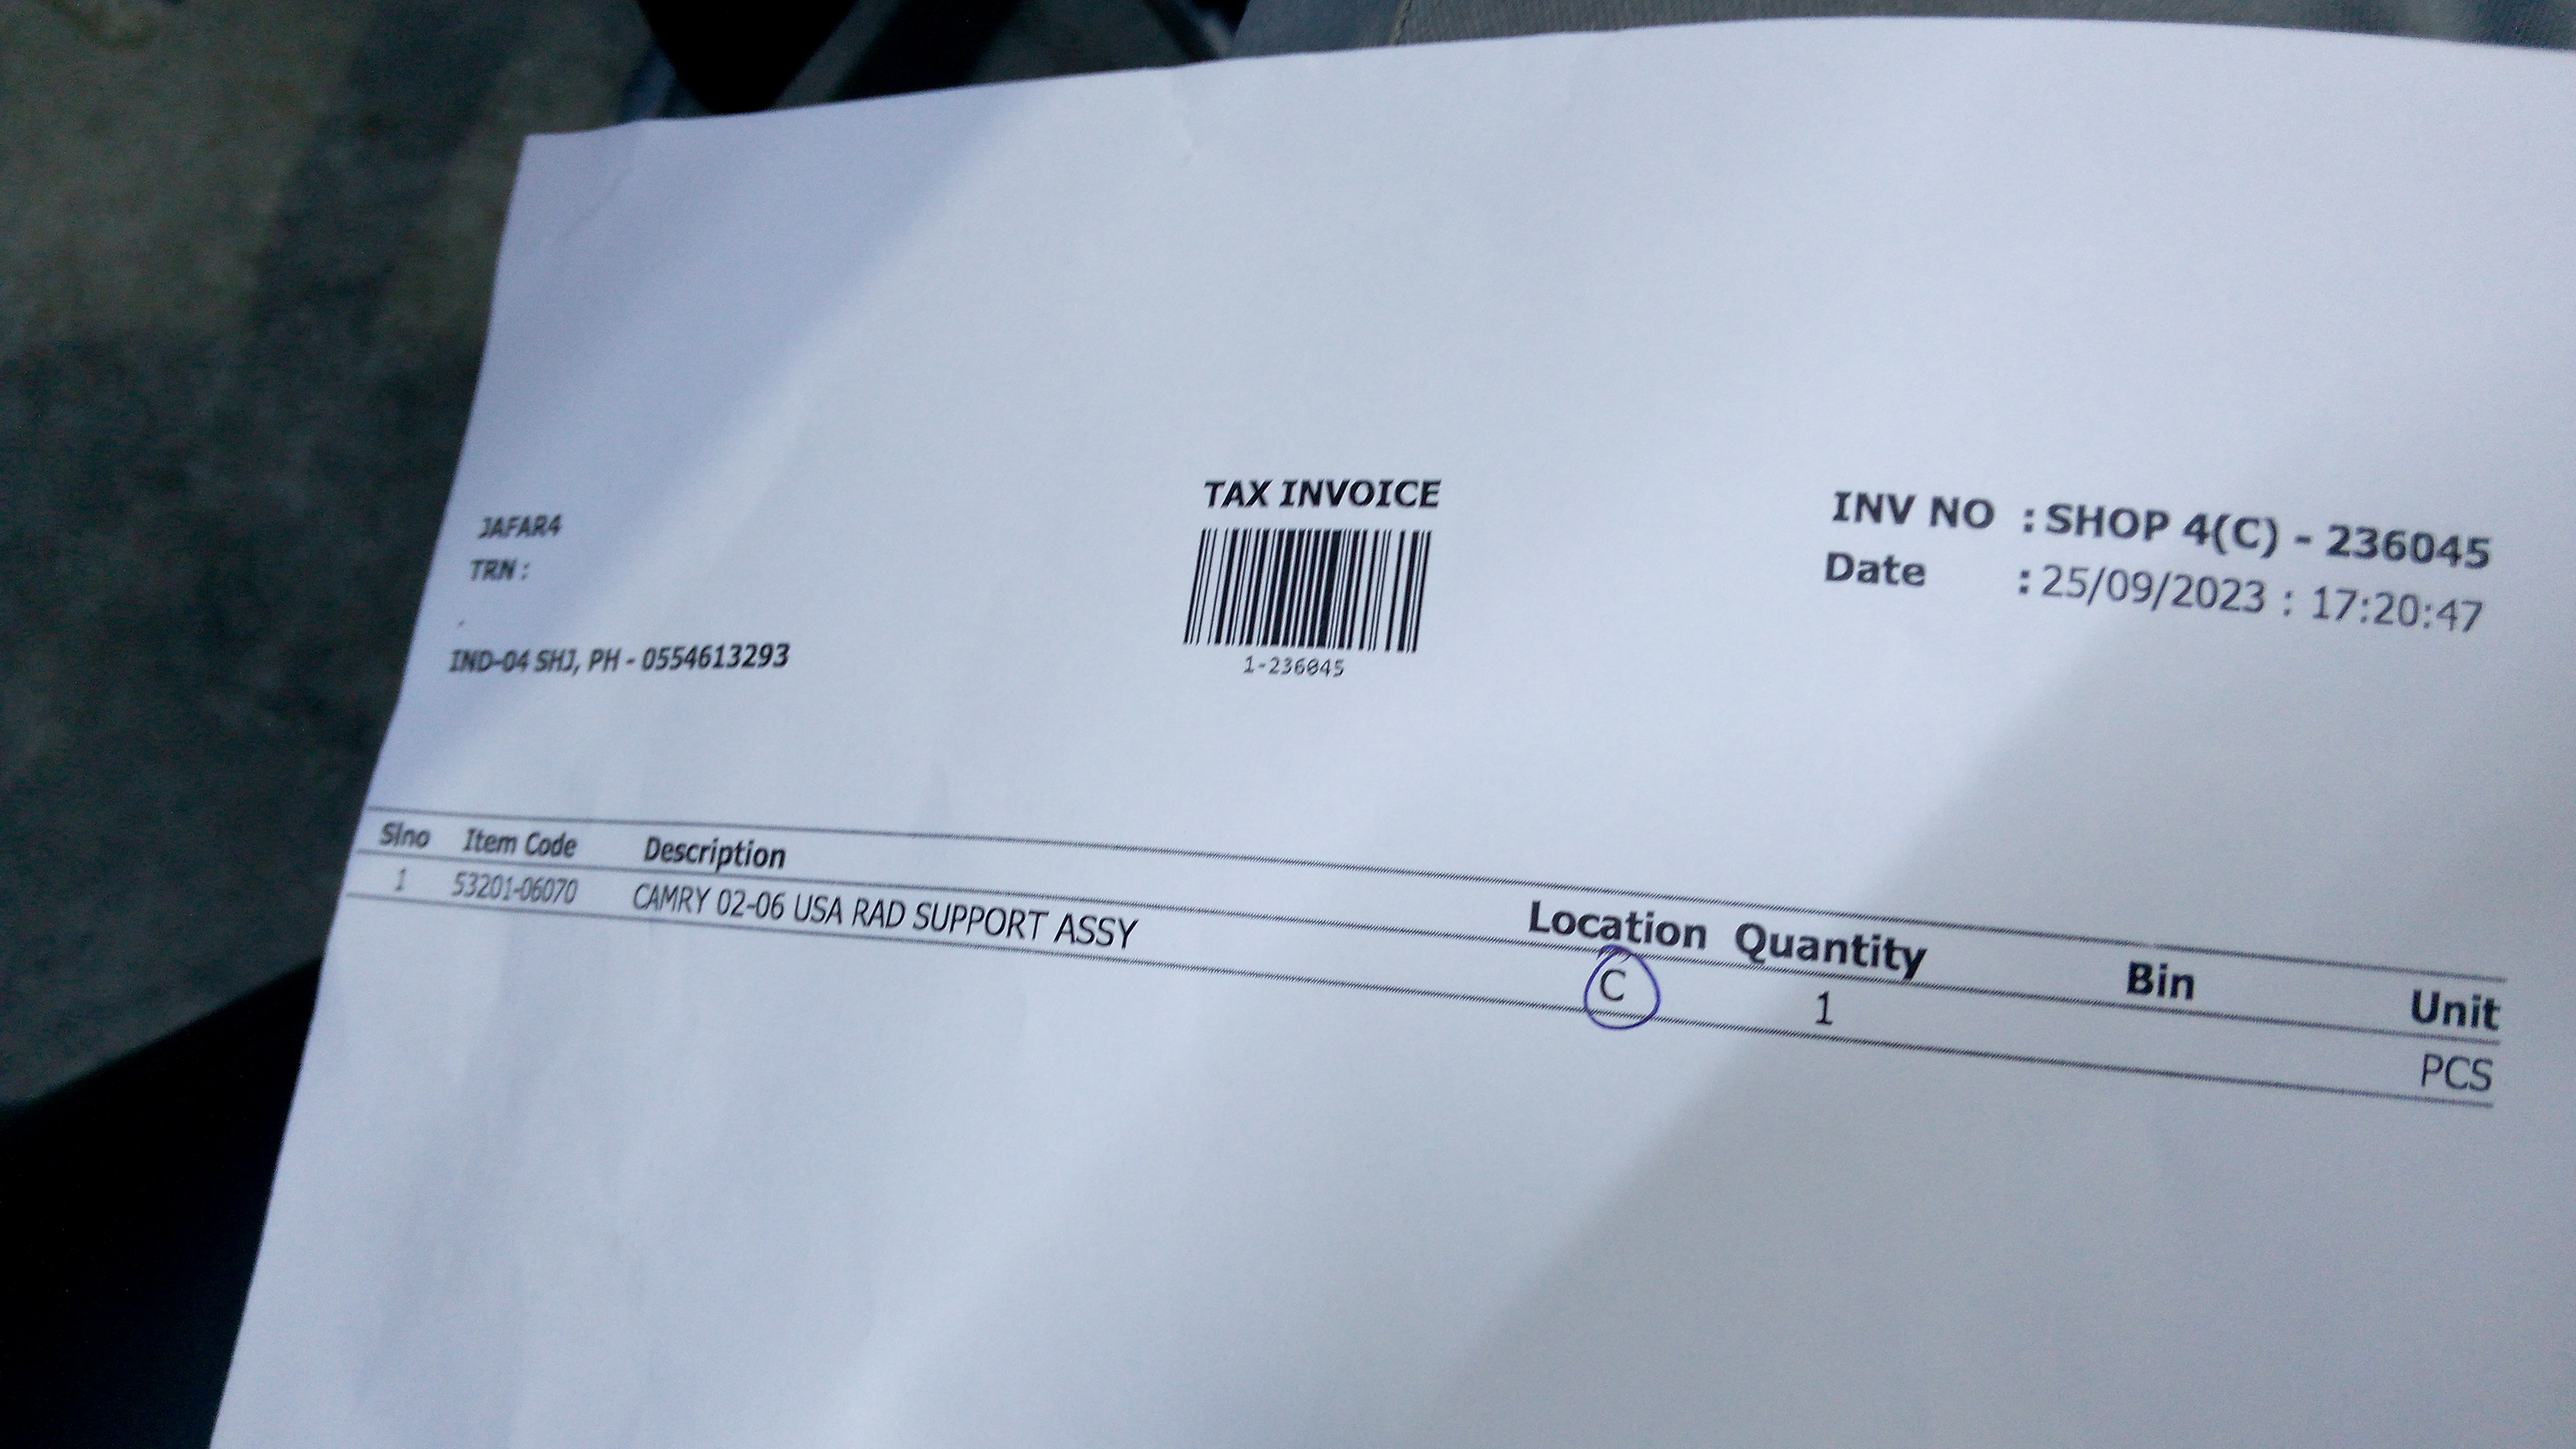 TAX INVOICE
JAFAR4
TRN :
.
IND-04 SHJ, PH - 0554613293
1-236045
INV NO : SHOP 4(C) - 236045
Date : 25/09/2023 : 17:20:47
Slno Item Code Description Location Quantity Bin Unit
1 53201-06070 CAMRY 02-06 USA RAD SUPPORT ASSY C 1 PCS